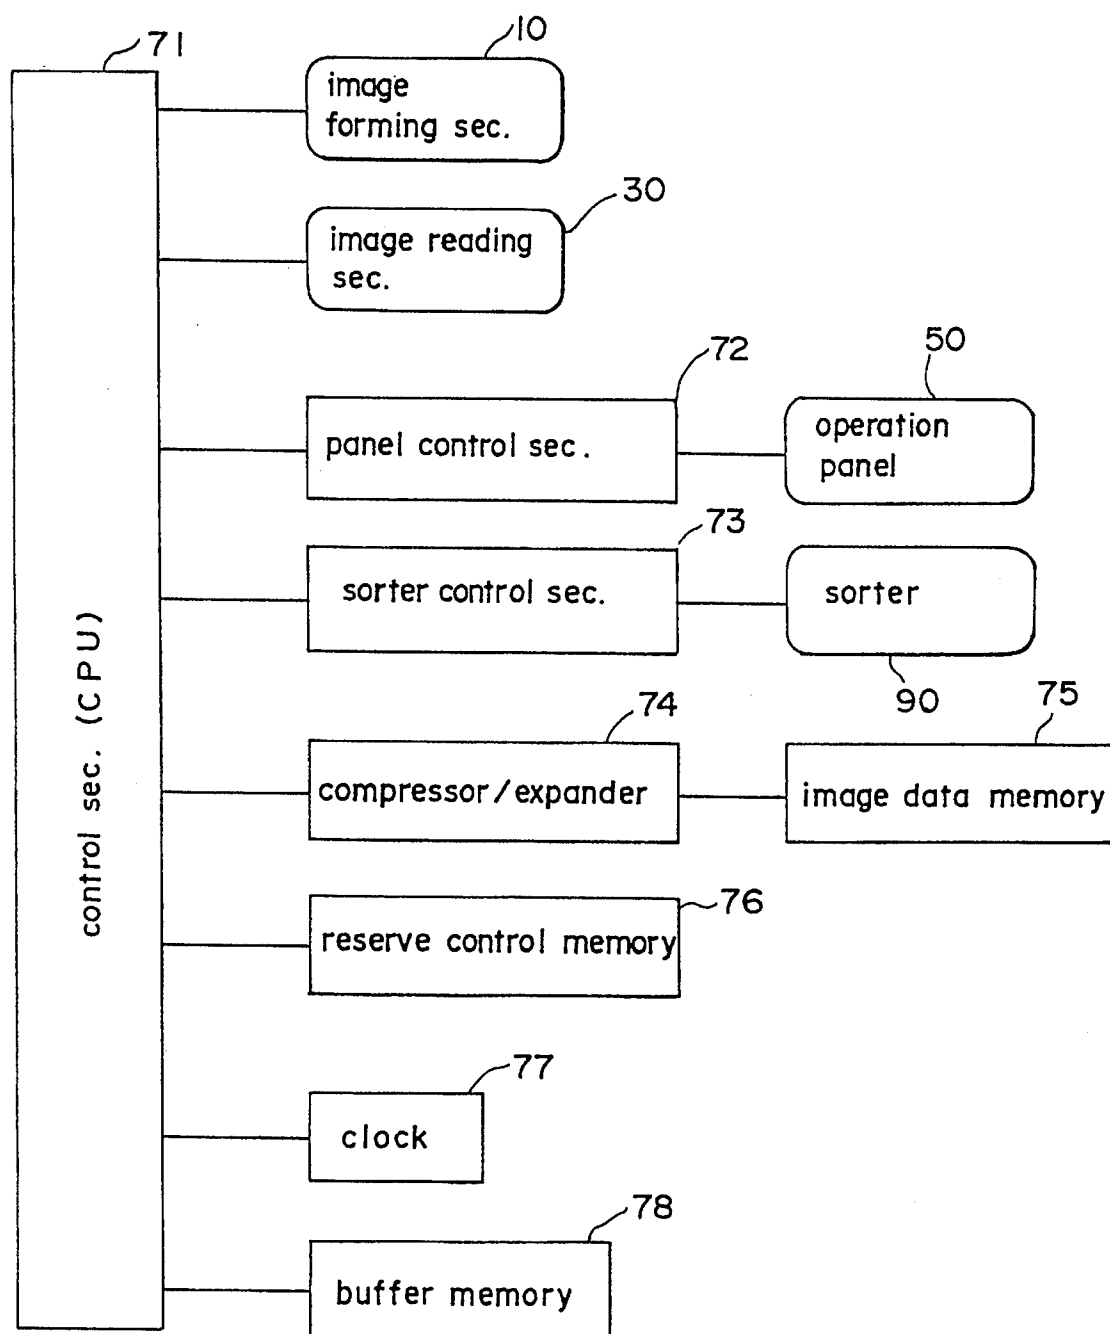 71
10
image
forming sec.
30
image reading
sec.
72
50
panel control sec.
operation
panel
73
sorter control sec.
sorter
90
control sec. (CPU)
74
75
compressor/expander
image data memory
76
reserve control memory
77
clock
78
buffer memory